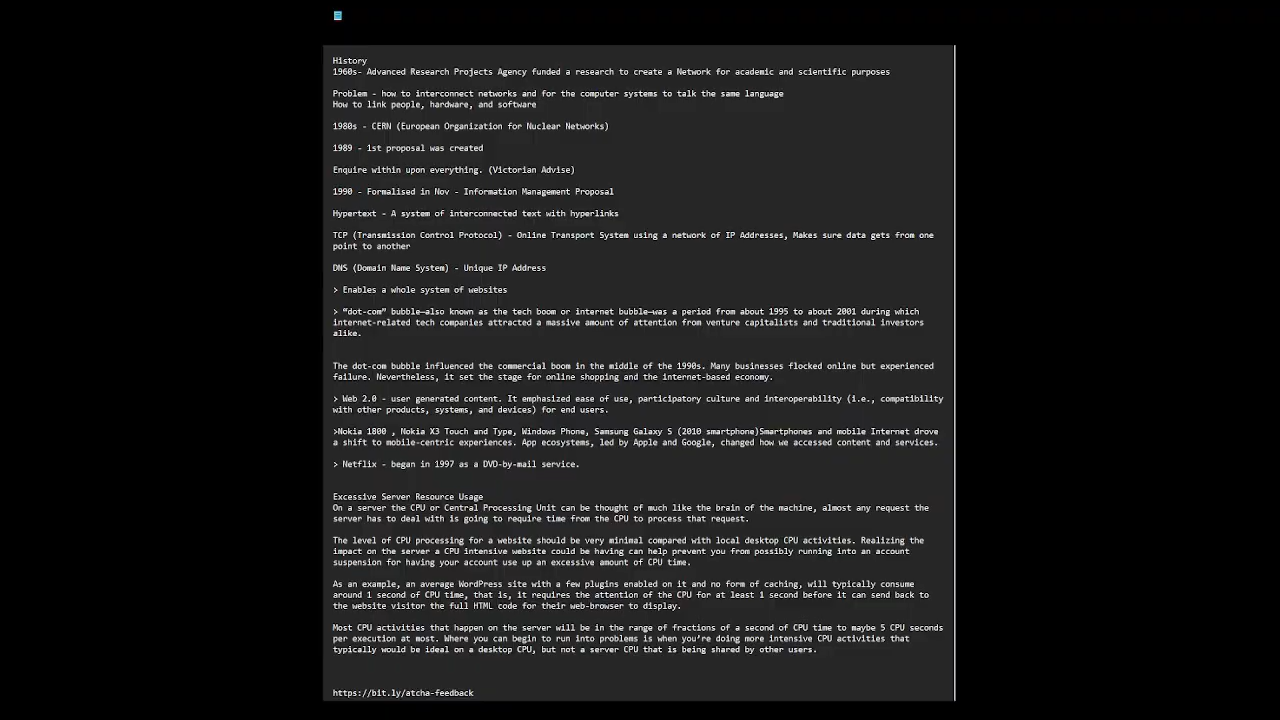 History
1960s- Advanced Research Projects Agency funded a research to create a Network for academic and scientific purposes
Problem - how to interconnect networks and for the computer systems to talk the same language
How to link people, hardware, and software
1980s - CERN (European Organization for Nuclear Networks)
1989 - 1st proposal was created
Enquire within upon everything. (Victorian Advise)
1990 - Formalised in Nov - Information Management Proposal
Hypertext - A system of interconnected text with hyperlinks
TCP (Transmission Control Protocol) - Online Transport System using a network of IP Addresses, Makes sure data gets from one
point to another
DNS (Domain Name System) - Unique IP Address
> Enables a whole system of websites
> “dot-com” bubble—also known as the tech boom or internet bubble—was a period from about 1995 to about 2001 during which
internet-related tech companies attracted a massive amount of attention from venture capitalists and traditional investors
alike.
The dot-com bubble influenced the commercial boom in the middle of the 1990s. Many businesses flocked online but experienced
failure. Nevertheless, it set the stage for online shopping and the internet-based economy.
> Web 2.0 - user generated content. It emphasized ease of use, participatory culture and interoperability (i.e., compatibility
with other products, systems, and devices) for end users.
>Nokia 1800 , Nokia X3 Touch and Type, Windows Phone, Samsung Galaxy S (2010 smartphone)Smartphones and mobile Internet drove
a shift to mobile-centric experiences. App ecosystems, led by Apple and Google, changed how we accessed content and services.
> Netflix - began in 1997 as a DVD-by-mail service.
Excessive Server Resource Usage
On a server the CPU or Central Processing Unit can be thought of much like the brain of the machine, almost any request the
server has to deal with is going to require time from the CPU to process that request.
The level of CPU processing for a website should be very minimal compared with local desktop CPU activities. Realizing the
impact on the server a CPU intensive website could be having can help prevent you from possibly running into an account
suspension for having your account use up an excessive amount of CPU time.
As an example, an average WordPress site with a few plugins enabled on it and no form of caching, will typically consume
around 1 second of CPU time, that is, it requires the attention of the CPU for at least 1 second before it can send back to
the website visitor the full HTML code for their web-browser to display.
Most CPU activities that happen on the server will be in the range of fractions of a second of CPU time to maybe 5 CPU seconds
per execution at most. Where you can begin to run into problems is when you’re doing more intensive CPU activities that
typically would be ideal on a desktop CPU, but not a server CPU that is being shared by other users.
https://bit.ly/atcha-feedback